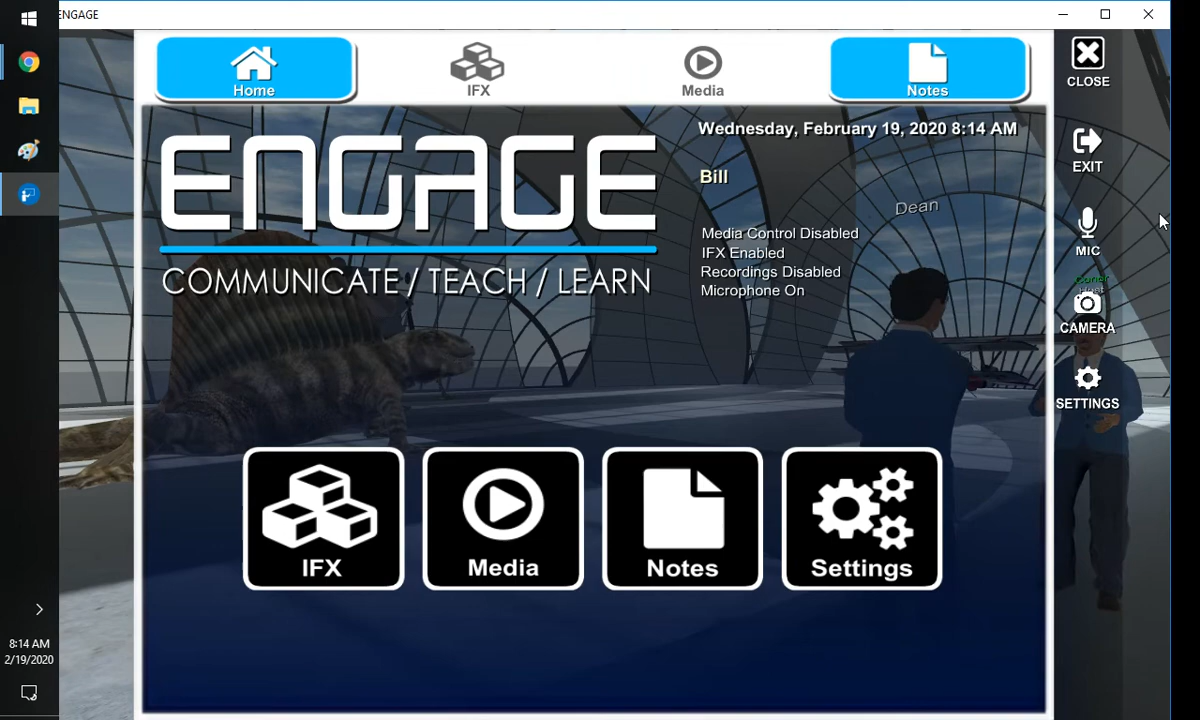 ENGAGE
Home
IFX
Media
Notes
CLOSE
ENGAGE
COMMUNICATE / TEACH / LEARN
Wednesday, February 19, 2020 8:14 AM
Bill
Dean
Media Control Disabled
IFX Enabled
Recordings Disabled
Microphone On
EXIT
MIC
Host
CAMERA
SETTINGS
IFX
Media
Notes
Settings
8:14 AM
2/19/2020